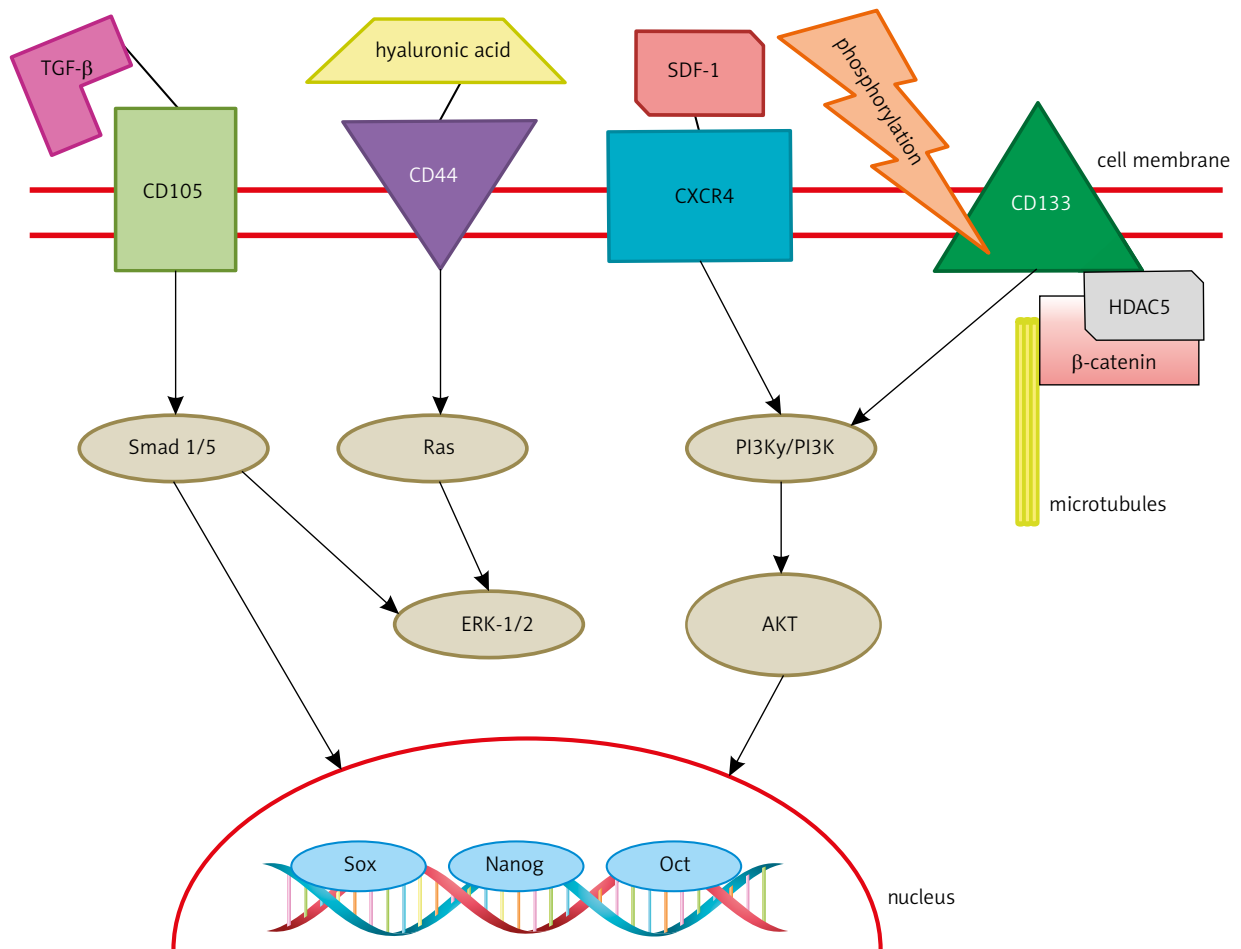 TGF-β
hyaluronic acid
SDF-1
phosphorylation
cell membrane
CD105
CD44
CXCR4
CD133
HDAC5
β-catenin
Smad 1/5
Ras
PI3Ky/PI3K
microtubules
ERK-1/2
AKT
Sox
Nanog
Oct
nucleus